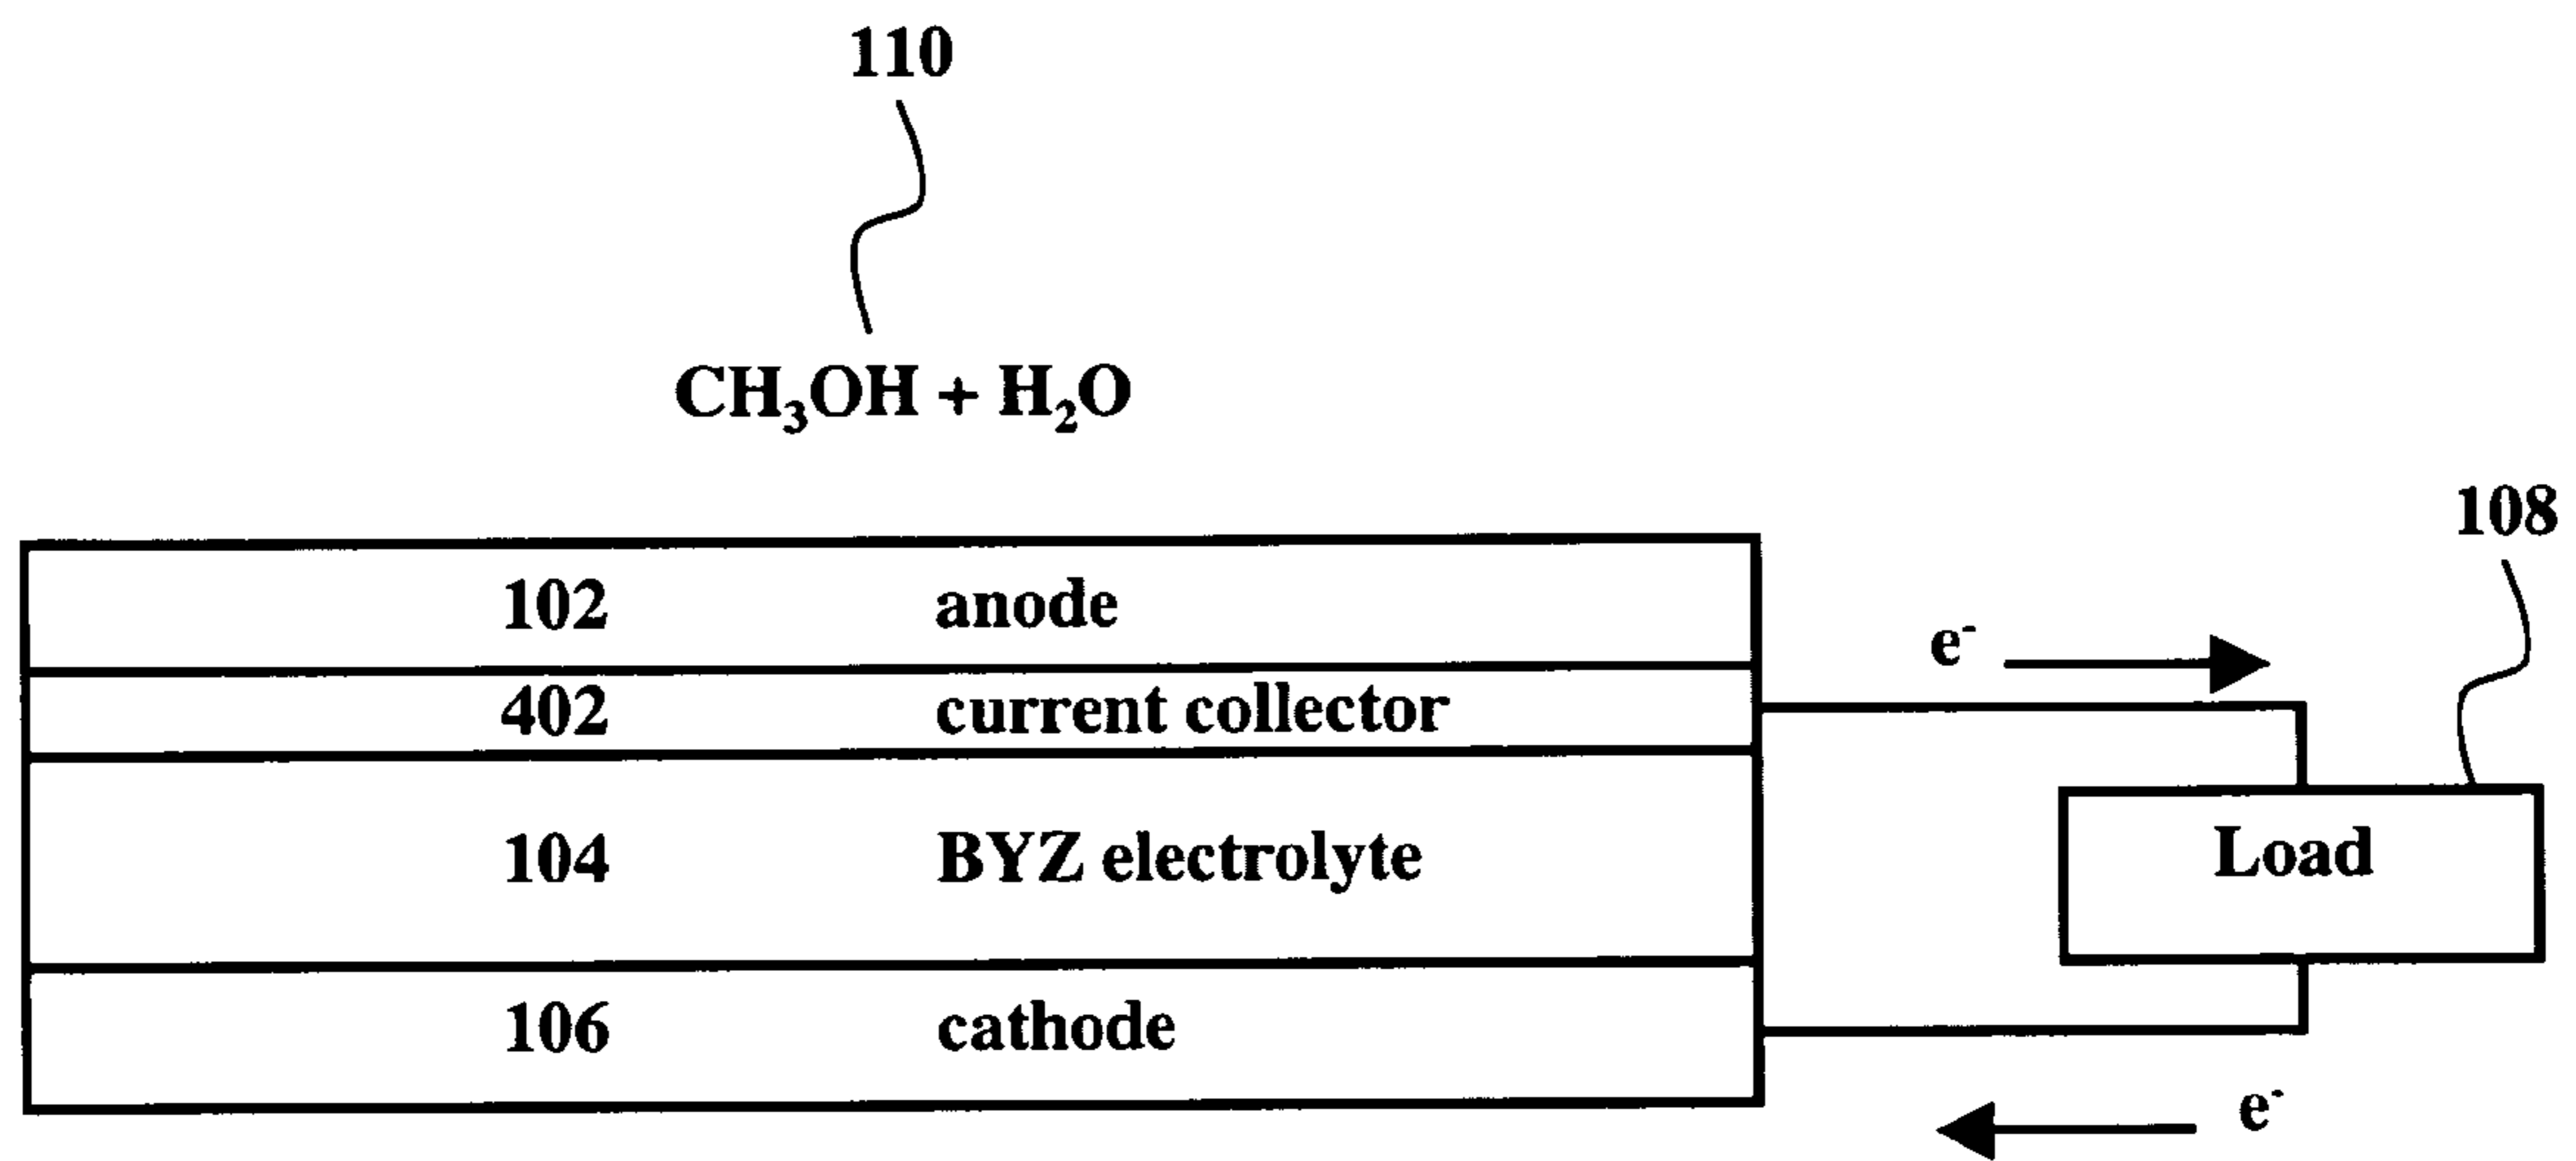 110
CH₃OH + H₂O
108
102 anode
e⁻
402 current collector
104 BYZ electrolyte
Load
106 cathode
e⁻